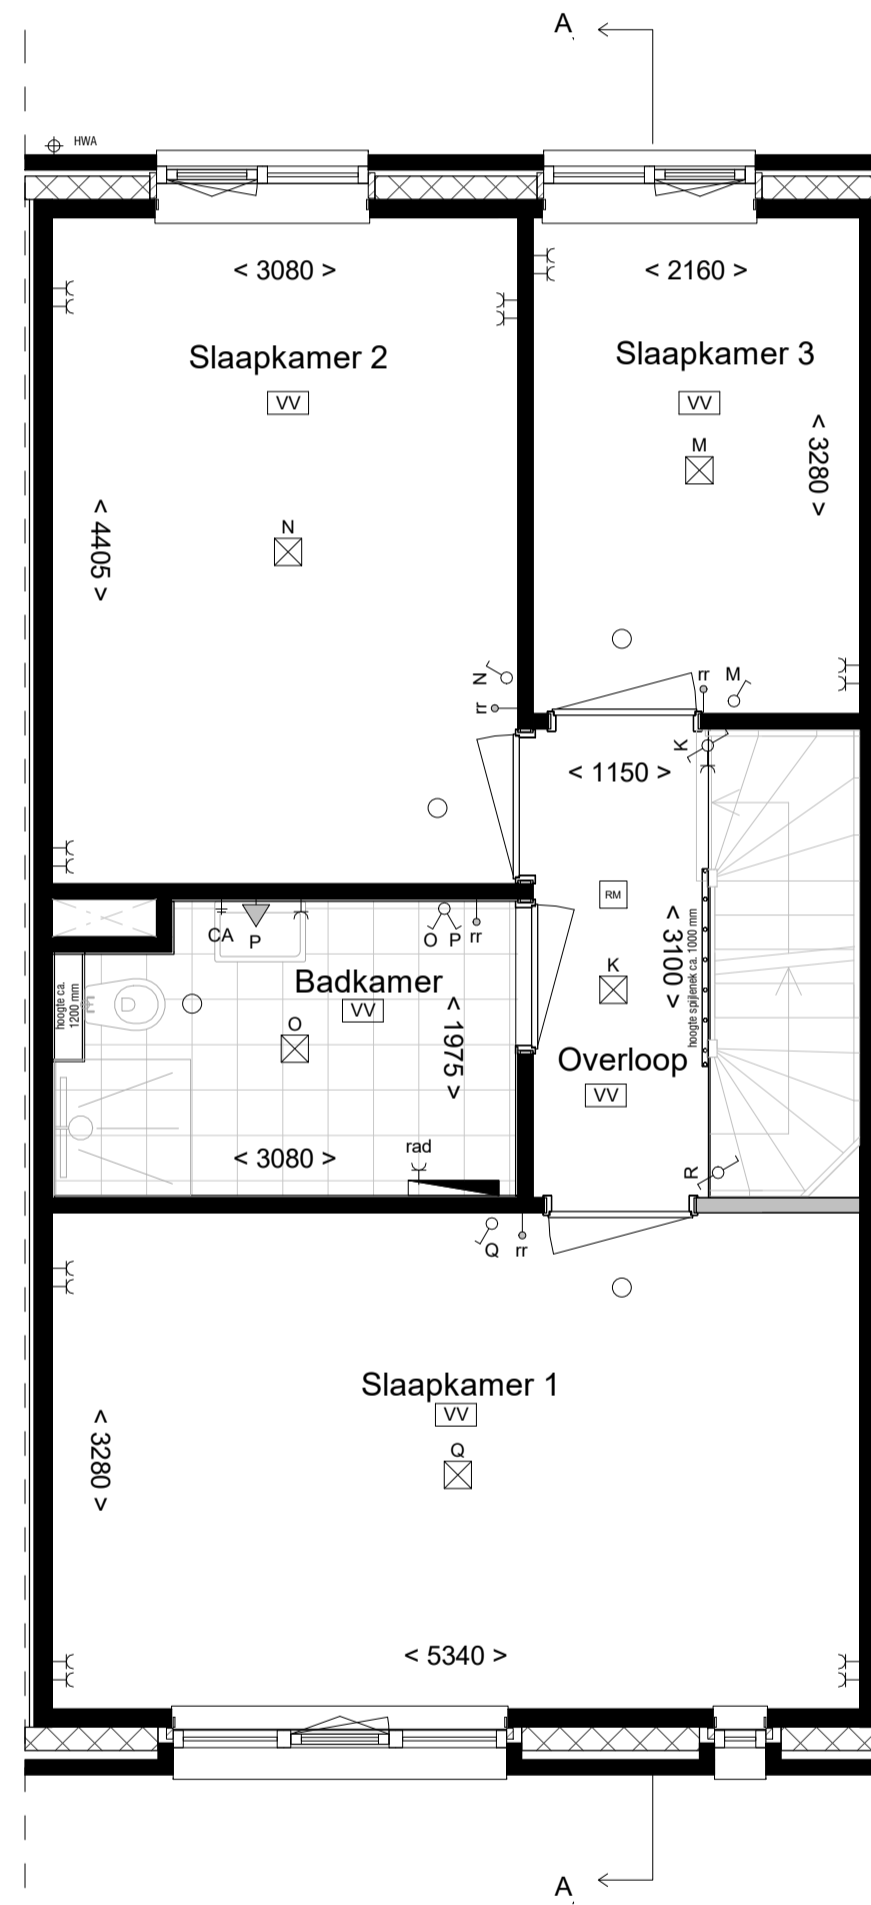 A
HWA
< 3080 >
< 2160 >
Slaapkamer 2
Slaapkamer 3
VV
VV
M
< 3280 >
< 4405 >
N
N
rr
rr
M
K
< 1150 >
RM
CA
P
O
P
rr
< 3100 >
hoogte spijlenek ca. 1000 mm
K
Badkamer
VV
hoogte ca.
1200 mm
O
< 1975 >
Overloop
VV
< 3080 >
rad
R
Q
rr
Slaapkamer 1
VV
Q
< 3280 >
< 5340 >
A